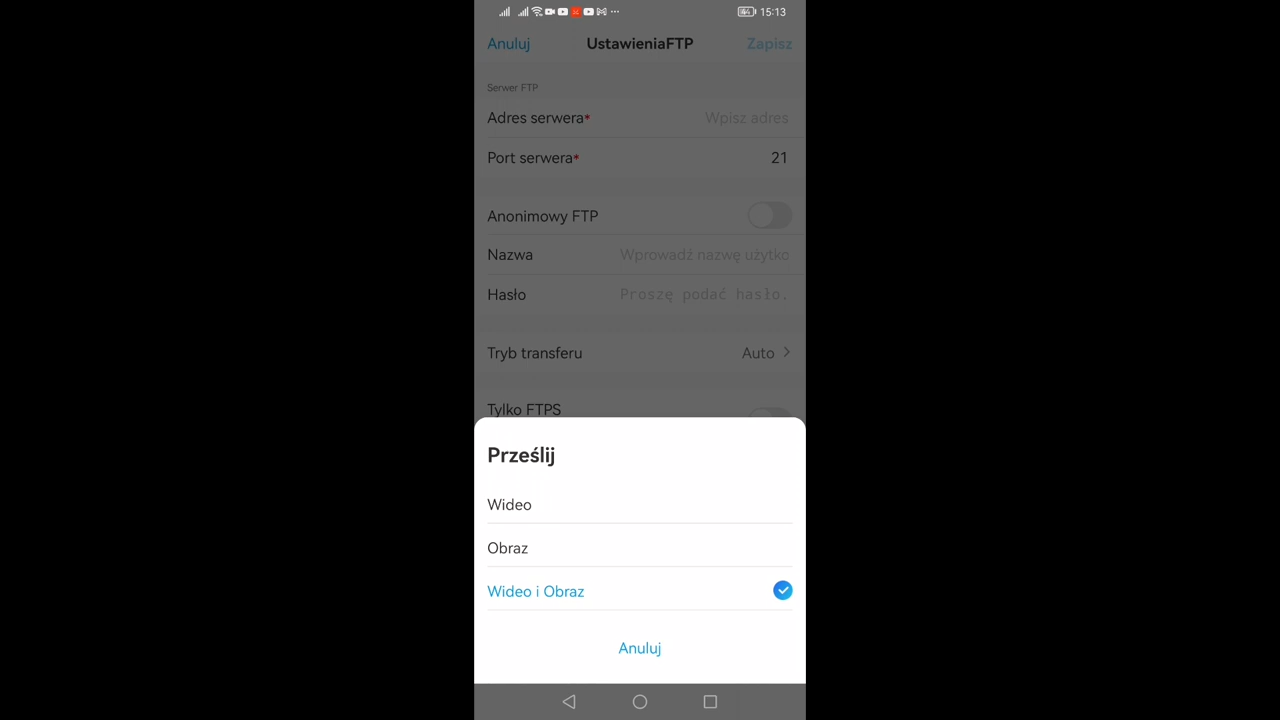 15:13
Anuluj UstawieniaFTP Zapisz
Serwer FTP
Adres serwera* Wpisz adres
Port serwera* 21
Anonimowy FTP
Nazwa Wprowadź nazwę użytko
Hasło Proszę podać hasło.
Tryb transferu Auto
Tylko FTPS
Prześlij
Wideo
Obraz
Wideo i Obraz
Anuluj